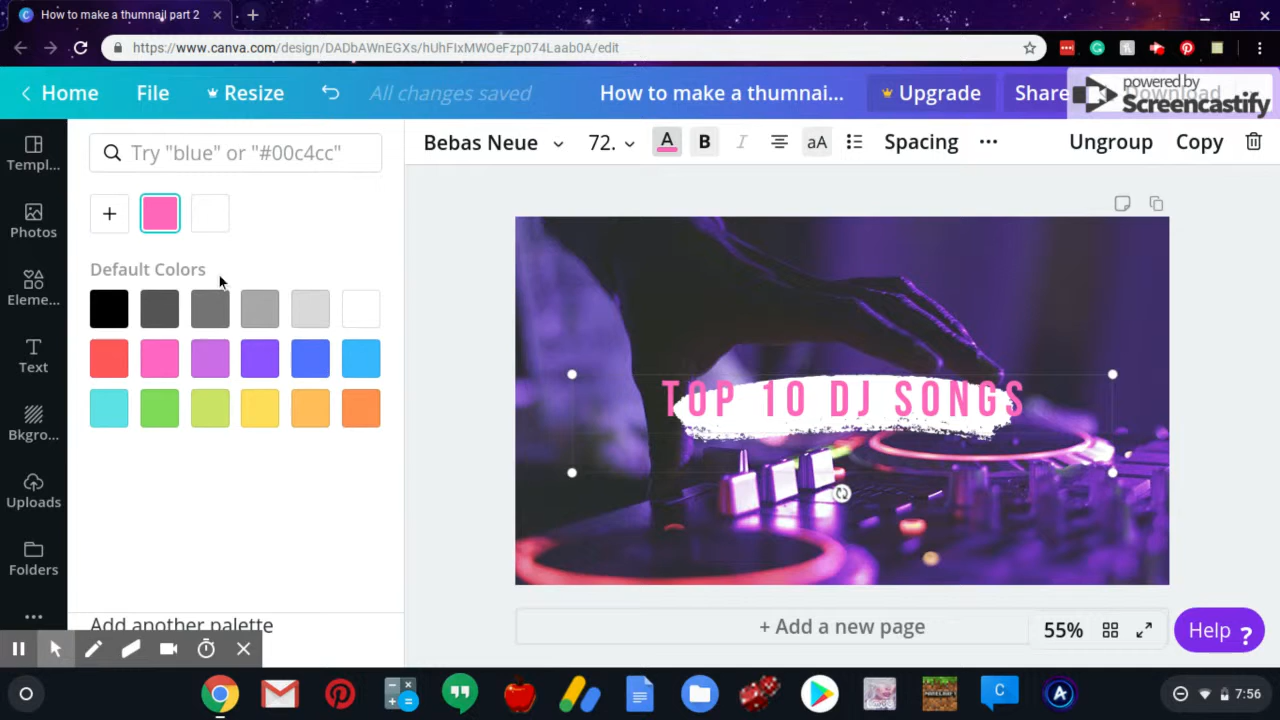 How to make a thumnail part 2
https://www.canva.com/design/DADbAWnEGXs/hUhFIxMWOeFzp074Laab0A/edit
Home
File
Resize
All changes saved
How to make a thumnai...
Upgrade
Share
Download
powered by
Screencastify
Templ...
Photos
Eleme...
Text
Bkgro...
Uploads
Folders
Try "blue" or "#00c4cc"
Default Colors
Add another palette
Bebas Neue
72.
A
B
I
aA
Spacing
Ungroup
Copy
TOP 10 DJ SONGS
+ Add a new page
55%
Help ?
7:56